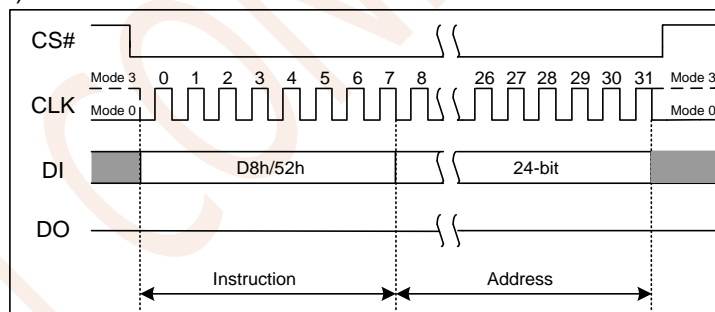 CS#
Mode 3 0 1 2 3 4 5 6 7 8 26 27 28 29 30 31 Mode 3
CLK Mode 0 Mode 0
DI D8h/52h 24-bit
DO
Instruction Address